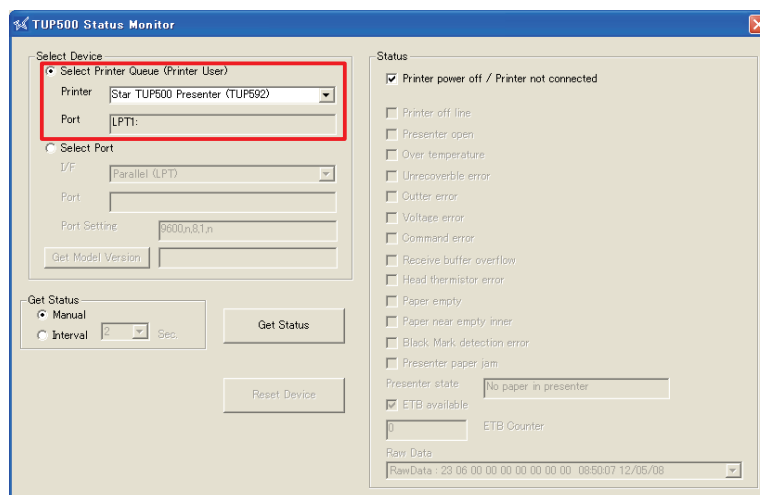 TUP500 Status Monitor
Select Device
Select Printer Queue (Printer User)
Printer
Star TUP500 Presenter (TUP592)
Port
LPT1:
Select Port
I/F
Parallel (LPT)
Port
Port Setting
9600,n,8,1,n
Get Model Version
Get Status
Manual
Interval
2
Sec.
Get Status
Reset Device
Status
Printer power off / Printer not connected
Printer off line
Presenter open
Over temperature
Unrecoverble error
Cutter error
Voltage error
Command error
Receive buffer overflow
Head thermistor error
Paper empty
Paper near empty inner
Black Mark detection error
Presenter paper jam
Presenter state
No paper in presenter
ETB available
0
ETB Counter
Raw Data
RawData : 23 06 00 00 00 00 00 00 00 08:50:07 12/05/08